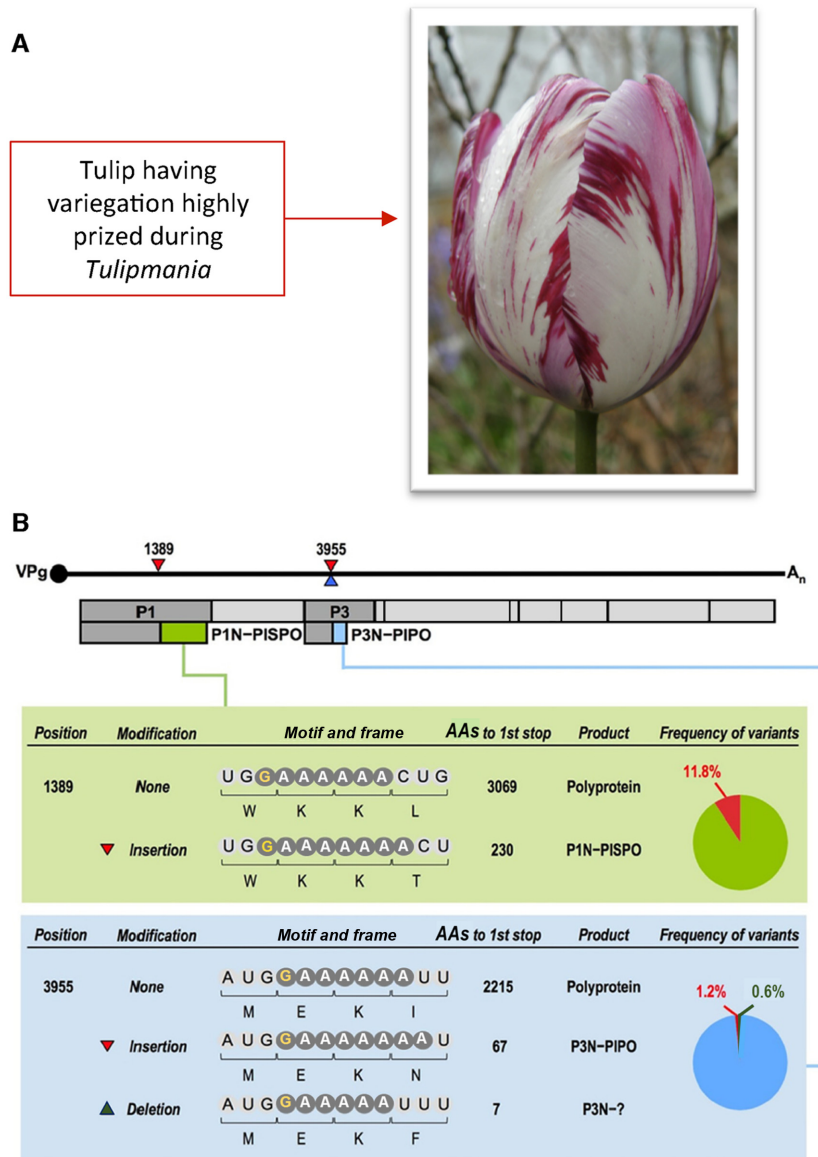 A
Tulip having
variegation highly
prized during
Tulipmania
B
1389 3955
VPg An
P1 P3
P1N–PISPO P3N–PIPO
Position Modification Motif and frame AAs to 1st stop Product Frequency of variants
1389 None U G G A A A A A A C U G 3069 Polyprotein 11.8%
W K K L
Insertion U G G A A A A A A A C U 230 P1N–PISPO
W K K T
Position Modification Motif and frame AAs to 1st stop Product Frequency of variants
3955 None A U G G A A A A A A U U 2215 Polyprotein 1.2% 0.6%
M E K I
Insertion A U G G A A A A A A A U 67 P3N–PIPO
M E K N
Deletion A U G G A A A A A U U U 7 P3N–?
M E K F